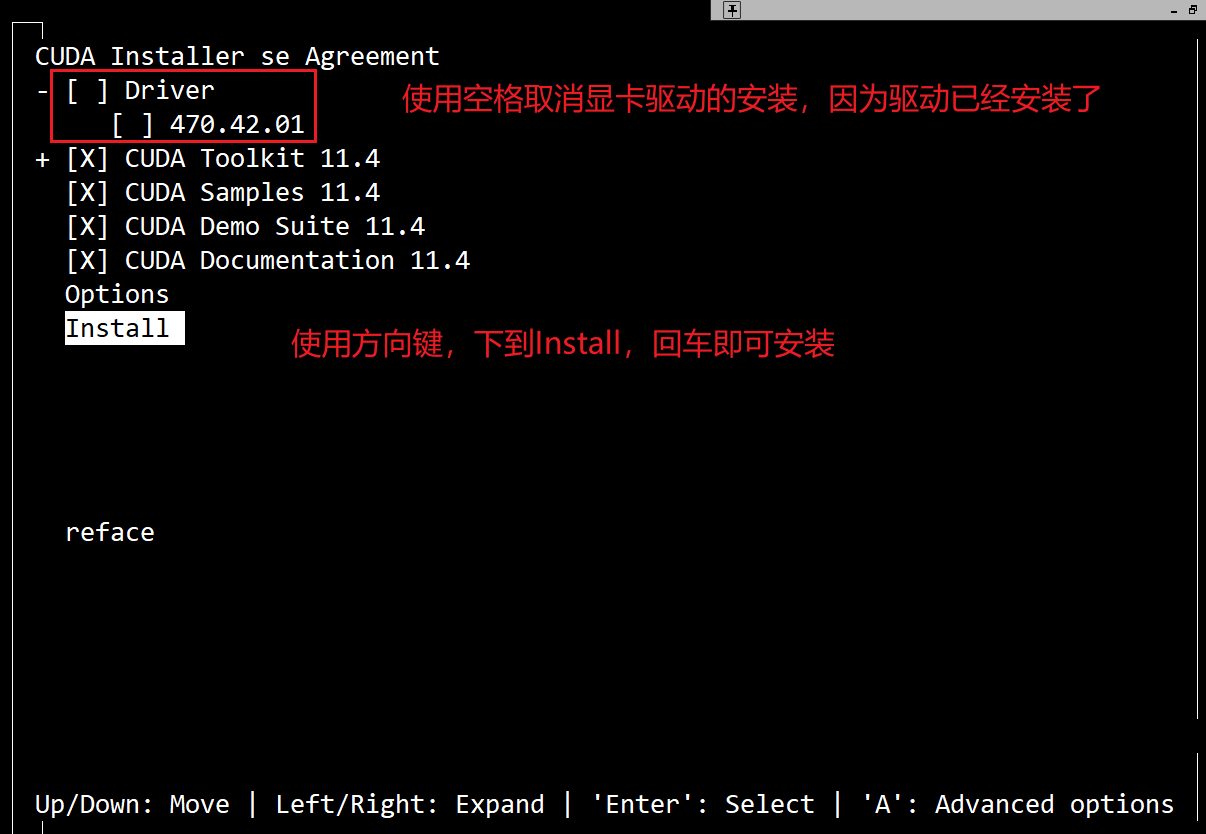 CUDA Installer se Agreement
- [ ] Driver
使用空格取消显卡驱动的安装，因为驱动已经安装了
[ ] 470.42.01
+ [X] CUDA Toolkit 11.4
[X] CUDA Samples 11.4
[X] CUDA Demo Suite 11.4
[X] CUDA Documentation 11.4
Options
Install
使用方向键，下到Install，回车即可安装
reface
Up/Down: Move | Left/Right: Expand | 'Enter': Select | 'A': Advanced options